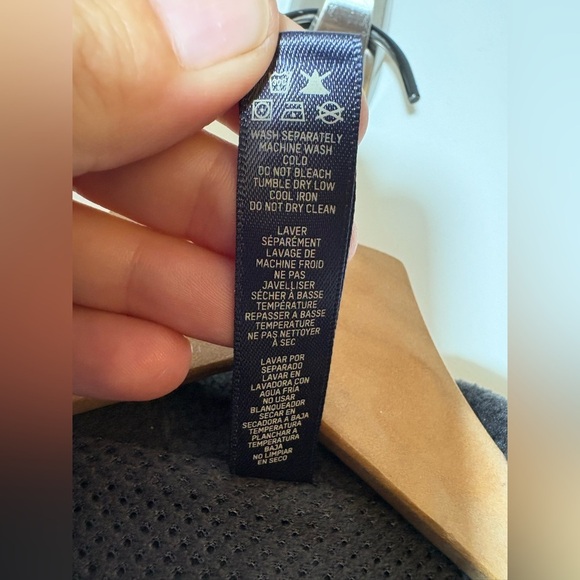 WASH SEPARATELY
MACHINE WASH
COLD
DO NOT BLEACH
TUMBLE DRY LOW
COOL IRON
DO NOT DRY CLEAN
LAVER
SÉPARÉMENT
LAVAGE DE
MACHINE FROID
NE PAS
JAVELLISER
SÉCHER À BASSE
TEMPÉRATURE
REPASSER À BASSE
TEMPERATURE
NE PAS NETTOYER
À SEC
LAVAR POR
SEPARADO
LAVAR EN
LAVADORA CON
AGUA FRÍA
NO USAR
BLANQUEADOR
SECAR EN
SECADORA À BAJA
TEMPERATURA
PLANCHAR À
TEMPERATURA
BAJA
NO LIMPIAR
EN SECO